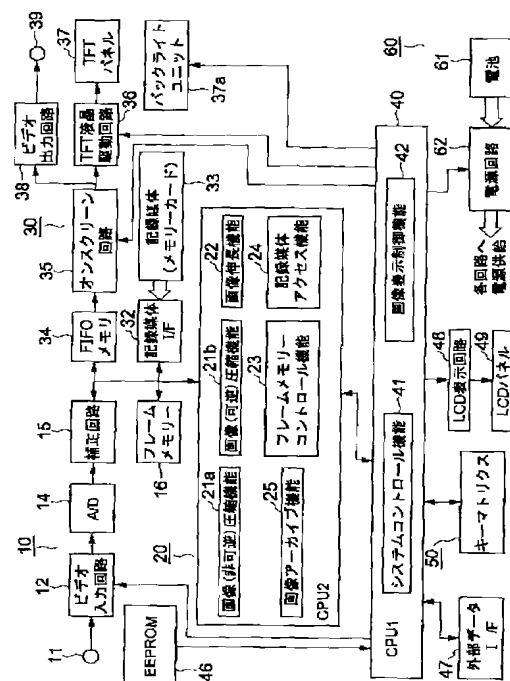 39
38
ビデオ
出力回路
37
TFT
パネル
36
TFT液晶
駆動回路
バックライト
ユニット
37a
30
35
オンスクリーン
回路
34
FIFO
メモリ
33
記録媒体
(メモリーカード)
32
記録媒体
I/F
15
補正回路
16
フレーム
メモリー
14
A/D
10
12
ビデオ
入力回路
11
EEPROM
46
20
21a
画像(非可逆)圧縮機能
21b
画像(可逆)圧縮機能
22
画像伸長機能
23
フレームメモリー
コントロール機能
24
記録媒体
アクセス機能
25
画像アーカイブ機能
CPU2
40
CPU1
41
システムコントロール機能
42
画像表示制御機能
60
61
電池
62
電源回路
各回路へ
電源供給
48
LCD表示回路
49
LCDパネル
50
キーマトリクス
47
外部データ
I/F